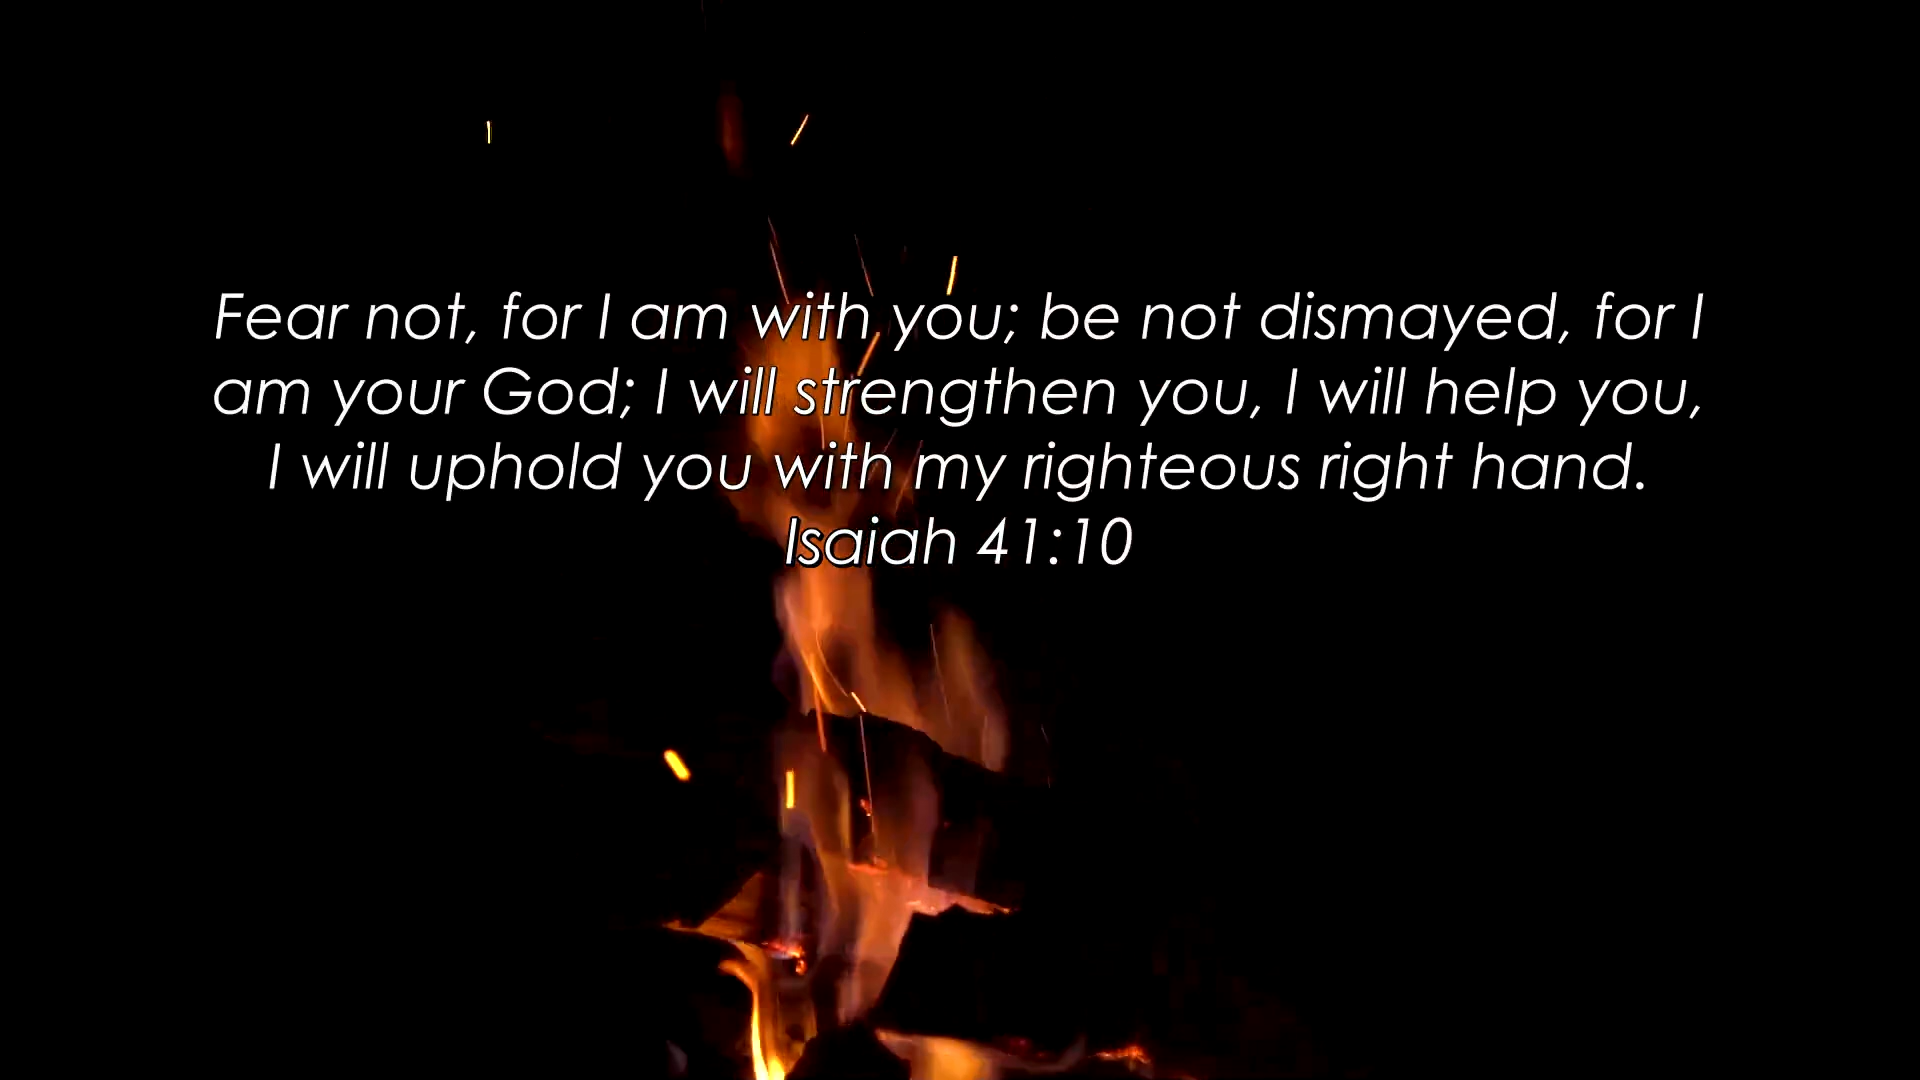 Fear not, for I am with you; be not dismayed, for I
am your God; I will strengthen you, I will help you,
I will uphold you with my righteous right hand.
Isaiah 41:10